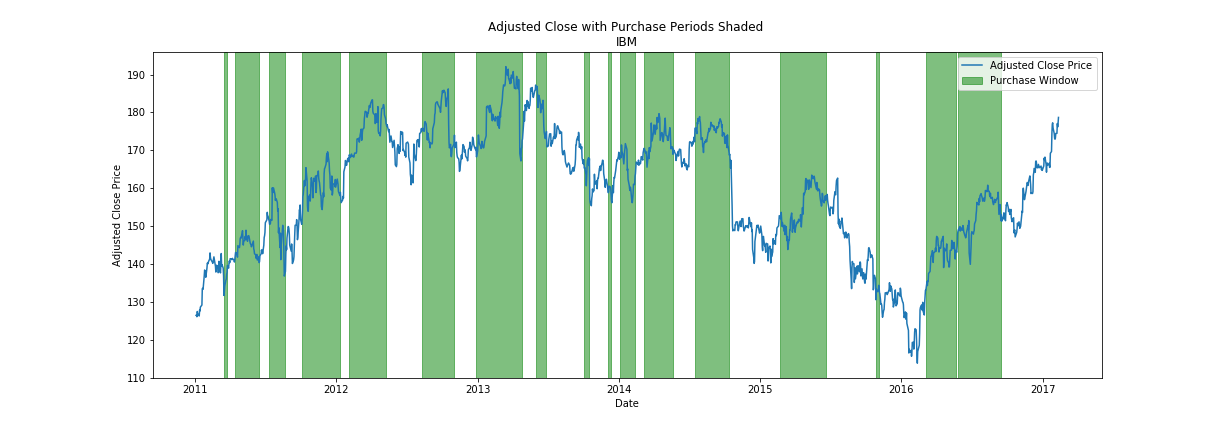 Adjusted Close with Purchase Periods Shaded
IBM
Adjusted Close Price
Purchase Window
Adjusted Close Price
190
180
170
160
150
140
130
120
110
2011
2012
2013
2014
2015
2016
2017
Date